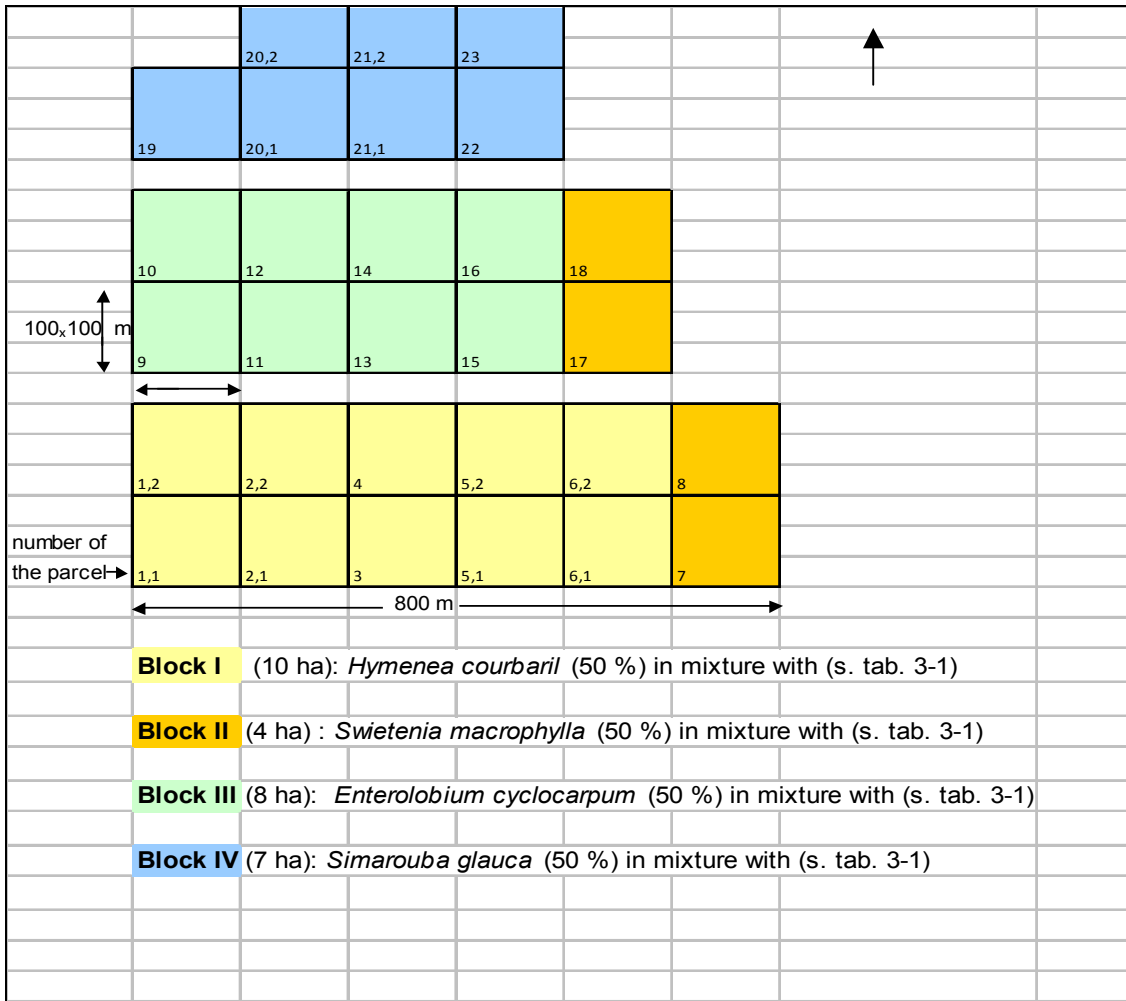 20,2 21,2 23
19 20,1 21,1 22
10 12 14 16 18
100x100 m
9 11 13 15 17
1,2 2,2 4 5,2 6,2 8
number of
the parcel 1,1 2,1 3 5,1 6,1 7
800 m
Block I (10 ha): Hymenea courbaril (50 %) in mixture with (s. tab. 3-1)
Block II (4 ha) : Swietenia macrophylla (50 %) in mixture with (s. tab. 3-1)
Block III (8 ha): Enterolobium cyclocarpum (50 %) in mixture with (s. tab. 3-1)
Block IV (7 ha): Simarouba glauca (50 %) in mixture with (s. tab. 3-1)